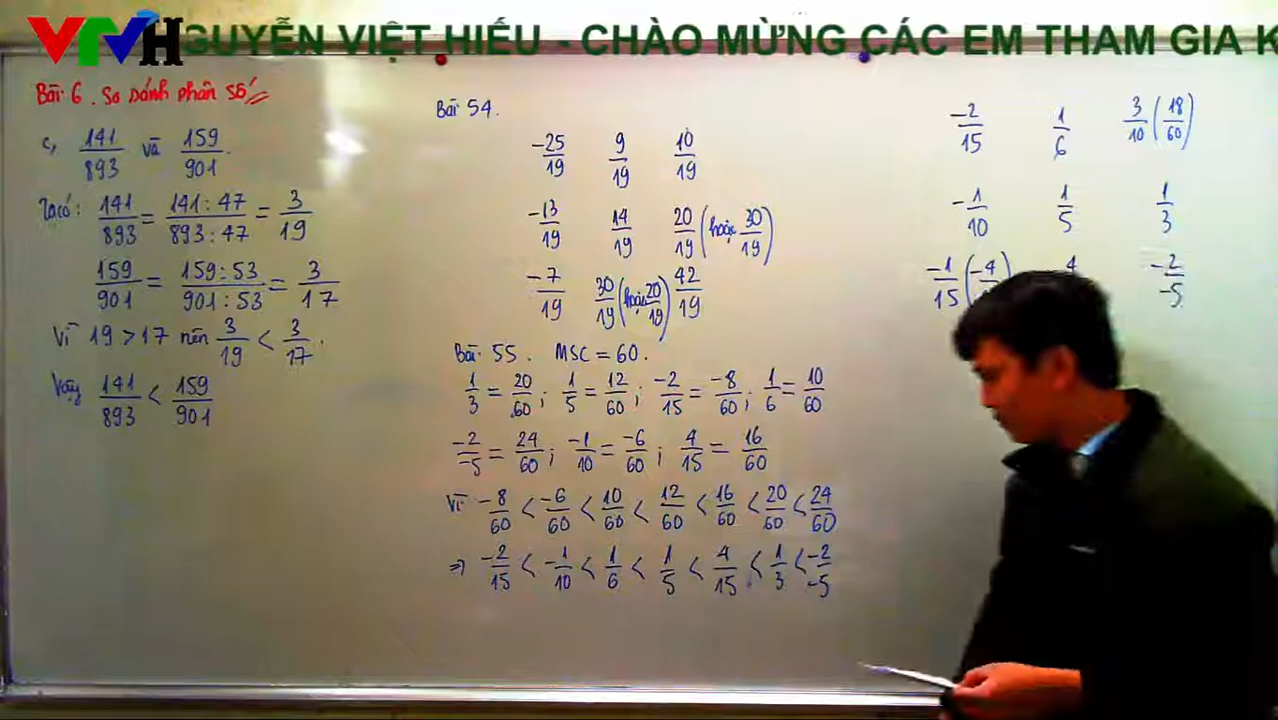 VTVH
GUYỄN VIỆT HIẾU - CHÀO MỪNG CÁC EM THAM GIA K
Bài 6. So sánh phân số
c, 141/893 và 159/901.
Ta có: 141/893 = 141:47/893:47 = 3/19
159/901 = 159:53/901:53 = 3/17
Vì 19 > 17 nên 3/19 < 3/17.
Vậy 141/893 < 159/901
Bài 54.
-25/19 9/19 10/19
-13/19 14/19 20/19 (hoặc 30/19)
-7/19 30/19 (hoặc 20/19) 42/19
Bài 55. MSC = 60.
1/3 = 20/60; 1/5 = 12/60; -2/15 = -8/60; 1/6 = 10/60
-2/-5 = 24/60; -1/10 = -6/60; 4/15 = 16/60
Vì -8/60 < -6/60 < 10/60 < 12/60 < 16/60 < 20/60 < 24/60
=> -2/15 < -1/10 < 1/6 < 1/5 < 4/15 < 1/3 < -2/-5
-2/15 1/6 3/10 (18/60)
-1/10 1/5 1/3
-1/15 (-4/ ) 4 -2/-5